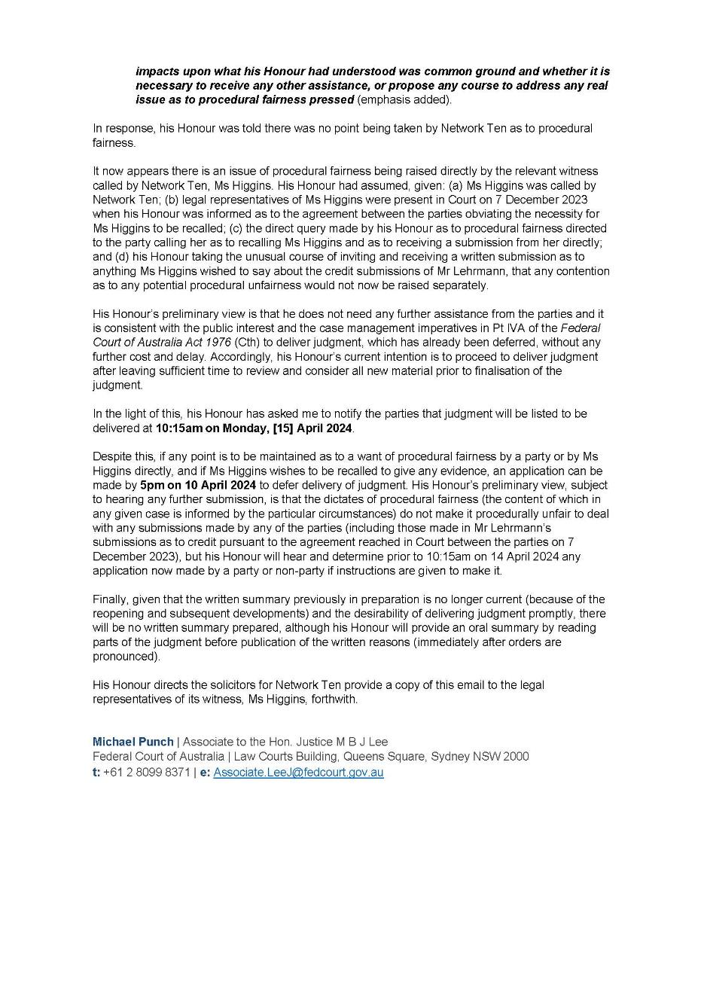 impacts upon what his Honour had understood was common ground and whether it is
necessary to receive any other assistance, or propose any course to address any real
issue as to procedural fairness pressed (emphasis added).
In response, his Honour was told there was no point being taken by Network Ten as to procedural
fairness.
It now appears there is an issue of procedural fairness being raised directly by the relevant witness
called by Network Ten, Ms Higgins. His Honour had assumed, given: (a) Ms Higgins was called by
Network Ten; (b) legal representatives of Ms Higgins were present in Court on 7 December 2023
when his Honour was informed as to the agreement between the parties obviating the necessity for
Ms Higgins to be recalled; (c) the direct query made by his Honour as to procedural fairness directed
to the party calling her as to recalling Ms Higgins and as to receiving a submission from her directly;
and (d) his Honour taking the unusual course of inviting and receiving a written submission as to
anything Ms Higgins wished to say about the credit submissions of Mr Lehrmann, that any contention
as to any potential procedural unfairness would not now be raised separately.
His Honour's preliminary view is that he does not need any further assistance from the parties and it
is consistent with the public interest and the case management imperatives in Pt IVA of the Federal
Court of Australia Act 1976 (Cth) to deliver judgment, which has already been deferred, without any
further cost and delay. Accordingly, his Honour's current intention is to proceed to deliver judgment
after leaving sufficient time to review and consider all new material prior to finalisation of the
judgment.
In the light of this, his Honour has asked me to notify the parties that judgment will be listed to be
delivered at 10:15am on Monday, [15] April 2024.
Despite this, if any point is to be maintained as to a want of procedural fairness by a party or by Ms
Higgins directly, and if Ms Higgins wishes to be recalled to give any evidence, an application can be
made by 5pm on 10 April 2024 to defer delivery of judgment. His Honour's preliminary view, subject
to hearing any further submission, is that the dictates of procedural fairness (the content of which in
any given case is informed by the particular circumstances) do not make it procedurally unfair to deal
with any submissions made by any of the parties (including those made in Mr Lehrmann's
submissions as to credit pursuant to the agreement reached in Court between the parties on 7
December 2023), but his Honour will hear and determine prior to 10:15am on 14 April 2024 any
application now made by a party or non-party if instructions are given to make it.
Finally, given that the written summary previously in preparation is no longer current (because of the
reopening and subsequent developments) and the desirability of delivering judgment promptly, there
will be no written summary prepared, although his Honour will provide an oral summary by reading
parts of the judgment before publication of the written reasons (immediately after orders are
pronounced).
His Honour directs the solicitors for Network Ten provide a copy of this email to the legal
representatives of its witness, Ms Higgins, forthwith.
Michael Punch | Associate to the Hon. Justice M B J Lee
Federal Court of Australia | Law Courts Building, Queens Square, Sydney NSW 2000
t: +61 2 8099 8371 | e: Associate.LeeJ@fedcourt.gov.au